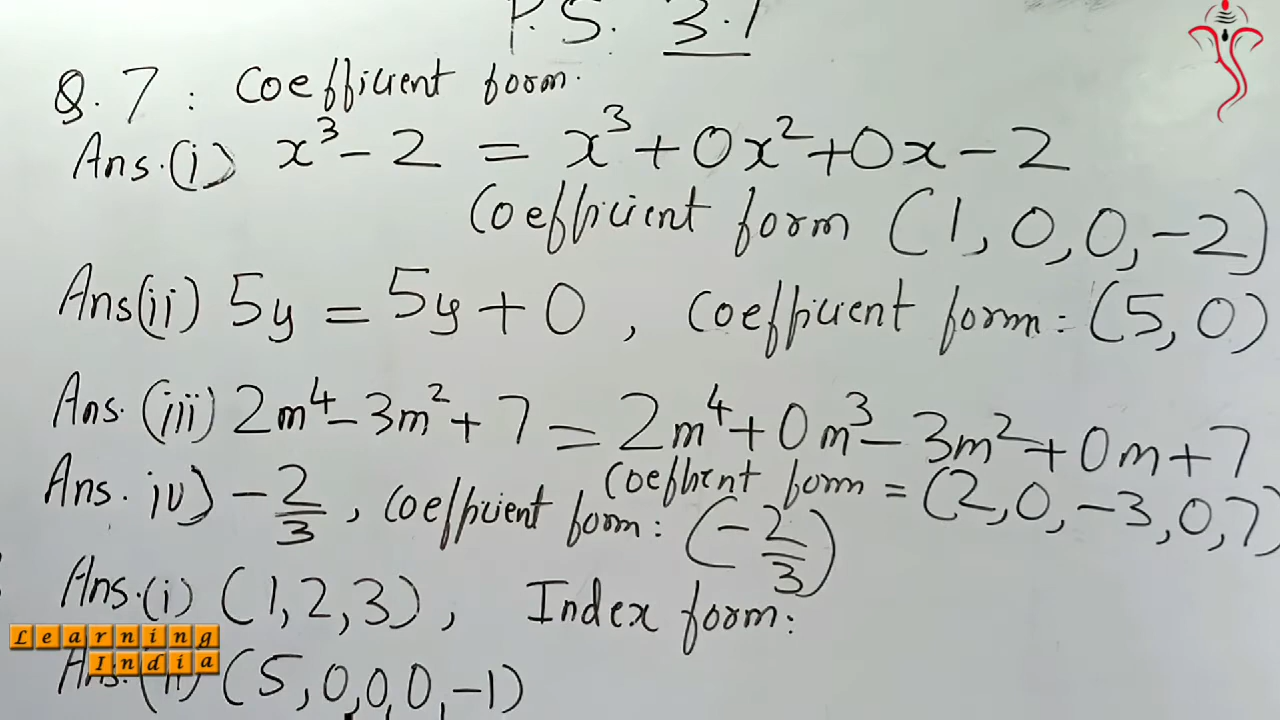 P.S. 3.1
Q.7: Coefficient form.
Ans.(i) x³-2 = x³+0x²+0x-2
Coefficient form (1,0,0,-2)
Ans(ii) 5y = 5y+0, Coefficient form: (5,0)
Ans. (iii) 2m⁴-3m²+7 = 2m⁴+0m³-3m²+0m+7
Coefficient form = (2,0,-3,0,7)
Ans. iv) -2/3, Coefficient form: (-2/3)
Ans.(i) (1,2,3), Index form:
Ans.(ii) (5,0,0,0,-1)
Learning
India